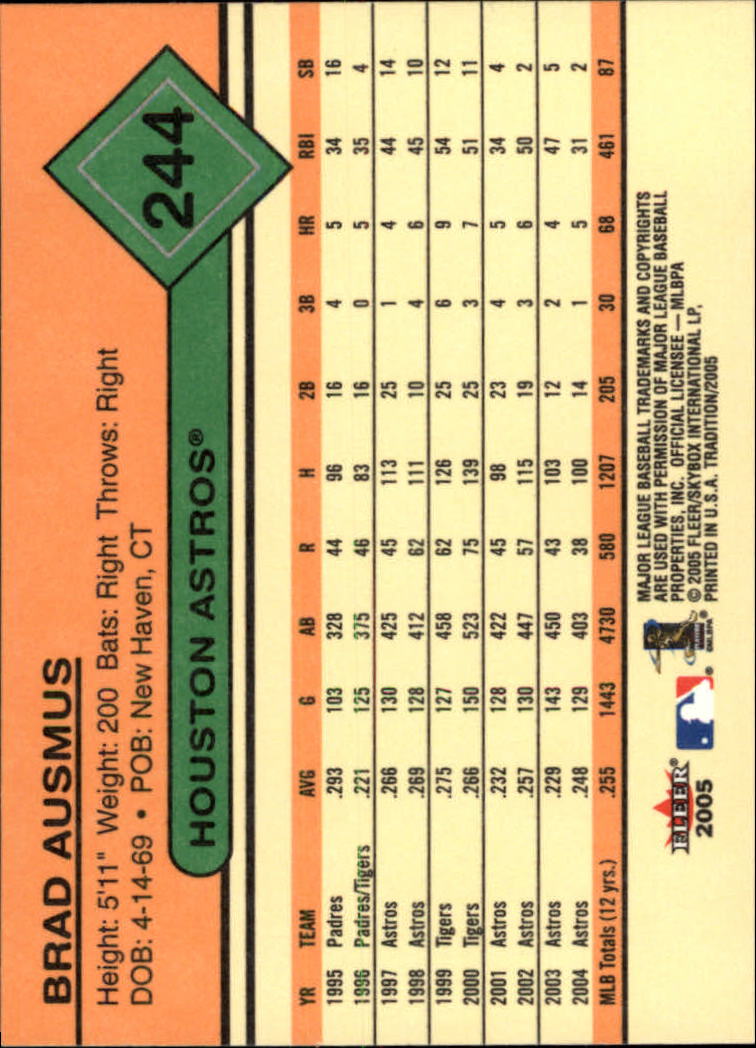 BRAD AUSMUS
Height: 5'11" Weight: 200 Bats: Right Throws: Right
DOB: 4-14-69 • POB: New Haven, CT
244
HOUSTON ASTROS®
YR TEAM AVG G AB R H 2B 3B HR RBI SB
1995 Padres .293 103 328 44 96 16 4 5 34 16
1996 Padres/Tigers .221 125 375 46 83 16 0 5 35 4
1997 Astros .266 130 425 45 113 25 1 4 44 14
1998 Astros .269 128 412 62 111 10 4 6 45 10
1999 Tigers .275 127 458 62 126 25 6 9 54 12
2000 Tigers .266 150 523 75 139 25 3 7 51 11
2001 Astros .232 128 422 45 98 23 4 5 34 4
2002 Astros .257 130 447 57 115 19 3 6 50 2
2003 Astros .229 143 450 43 103 12 2 4 47 5
2004 Astros .248 129 403 38 100 14 1 5 31 2
MLB Totals (12 yrs.) .255 1443 4730 580 1207 205 30 68 461 87
FLEER®
2005
®
©MLBPA
MAJOR LEAGUE BASEBALL TRADEMARKS AND COPYRIGHTS
ARE USED WITH PERMISSION OF MAJOR LEAGUE BASEBALL
PROPERTIES, INC. OFFICIAL LICENSEE — MLBPA
© 2005 FLEER/SKYBOX INTERNATIONAL LP,
PRINTED IN U.S.A. TRADITION/2005